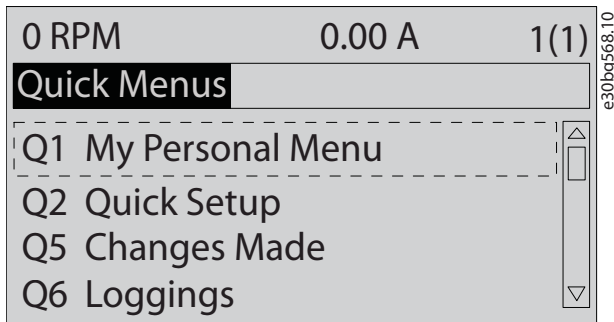 0 RPM 0.00 A 1(1)
Quick Menus
Q1 My Personal Menu
Q2 Quick Setup
Q5 Changes Made
Q6 Loggings
e30bg568.10